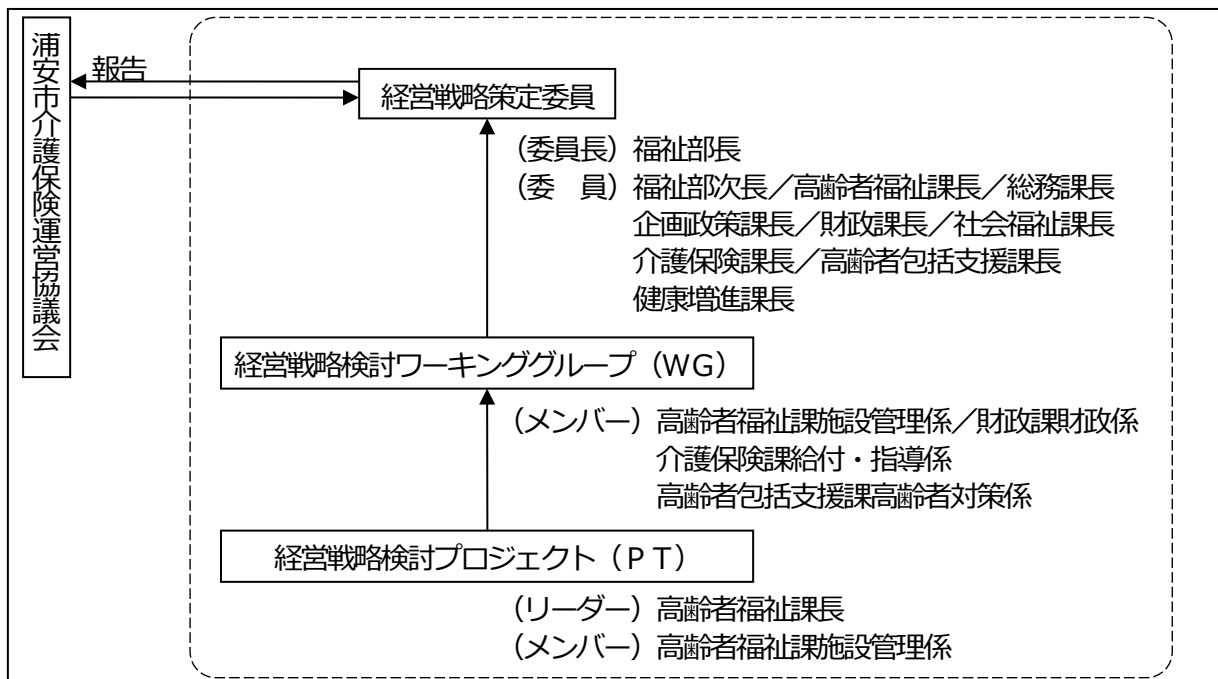 浦安市介護保険運営協議会
報告
経営戦略策定委員
（委員長）福祉部長
（委　員）福祉部次長／高齢者福祉課長／総務課長
企画政策課長／財政課長／社会福祉課長
介護保険課長／高齢者包括支援課長
健康増進課長
経営戦略検討ワーキンググループ（ＷＧ）
（メンバー）高齢者福祉課施設管理係／財政課財政係
介護保険課給付・指導係
高齢者包括支援課高齢者対策係
経営戦略検討プロジェクト（ＰＴ）
（リーダー）高齢者福祉課長
（メンバー）高齢者福祉課施設管理係